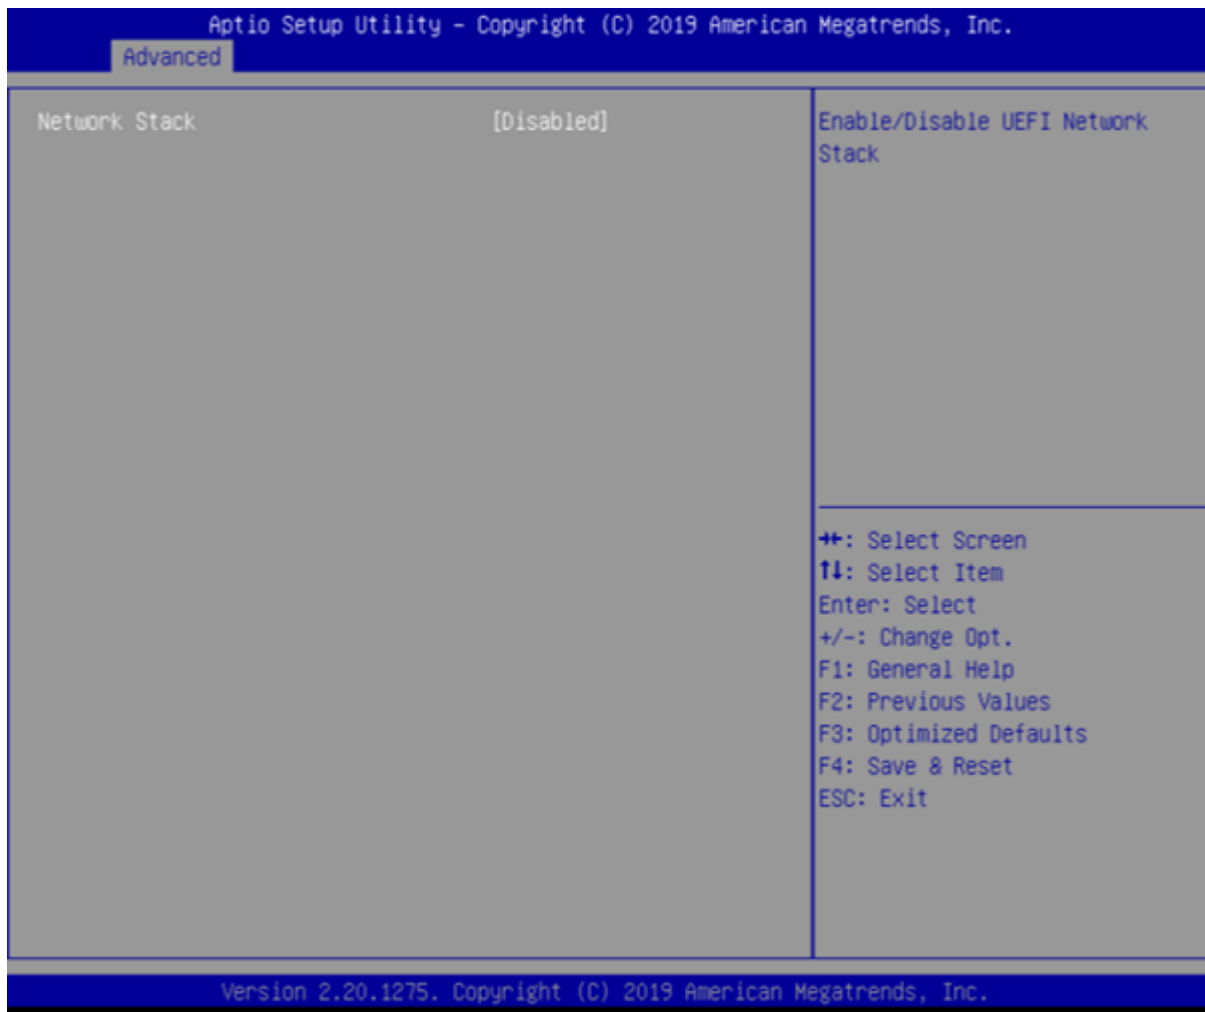 Aptio Setup Utility – Copyright (C) 2019 American Megatrends, Inc.
Advanced
Network Stack [Disabled]
Enable/Disable UEFI Network
Stack
→←: Select Screen
↑↓: Select Item
Enter: Select
+/-: Change Opt.
F1: General Help
F2: Previous Values
F3: Optimized Defaults
F4: Save & Reset
ESC: Exit
Version 2.20.1275. Copyright (C) 2019 American Megatrends, Inc.